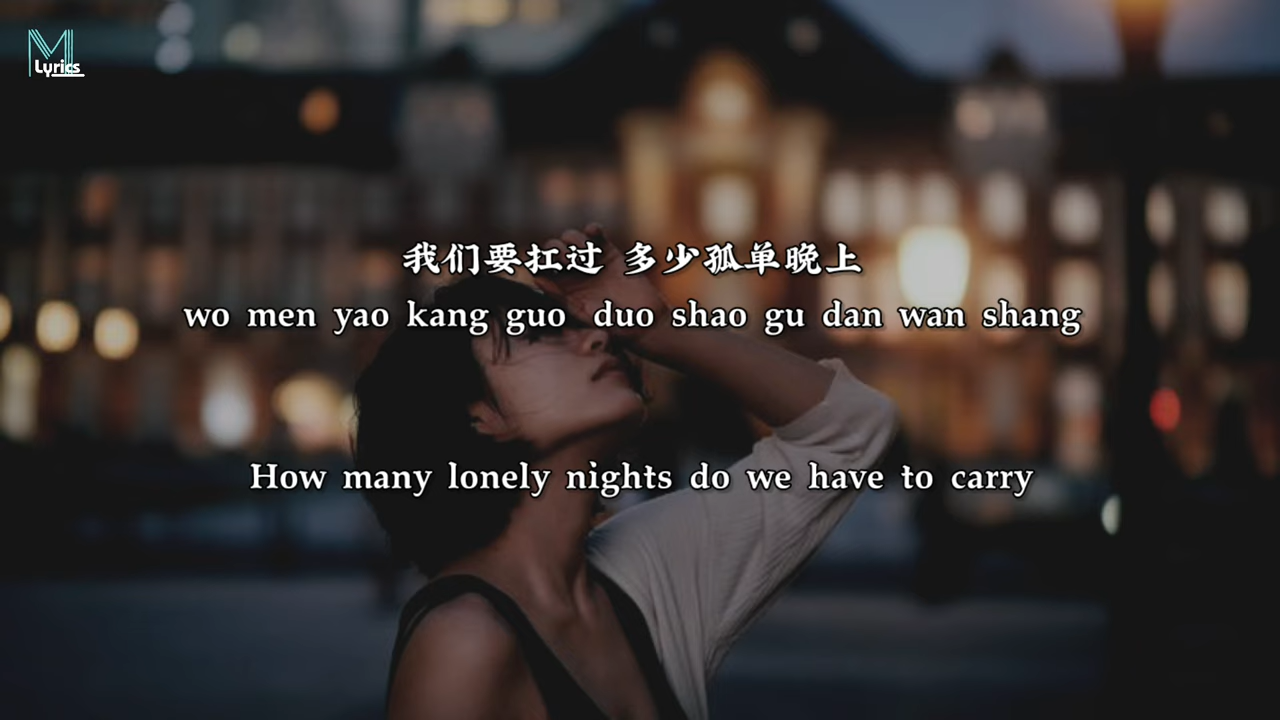 M
Lyrics
我们要扛过 多少孤单晚上
wo men yao kang guo duo shao gu dan wan shang
How many lonely nights do we have to carry